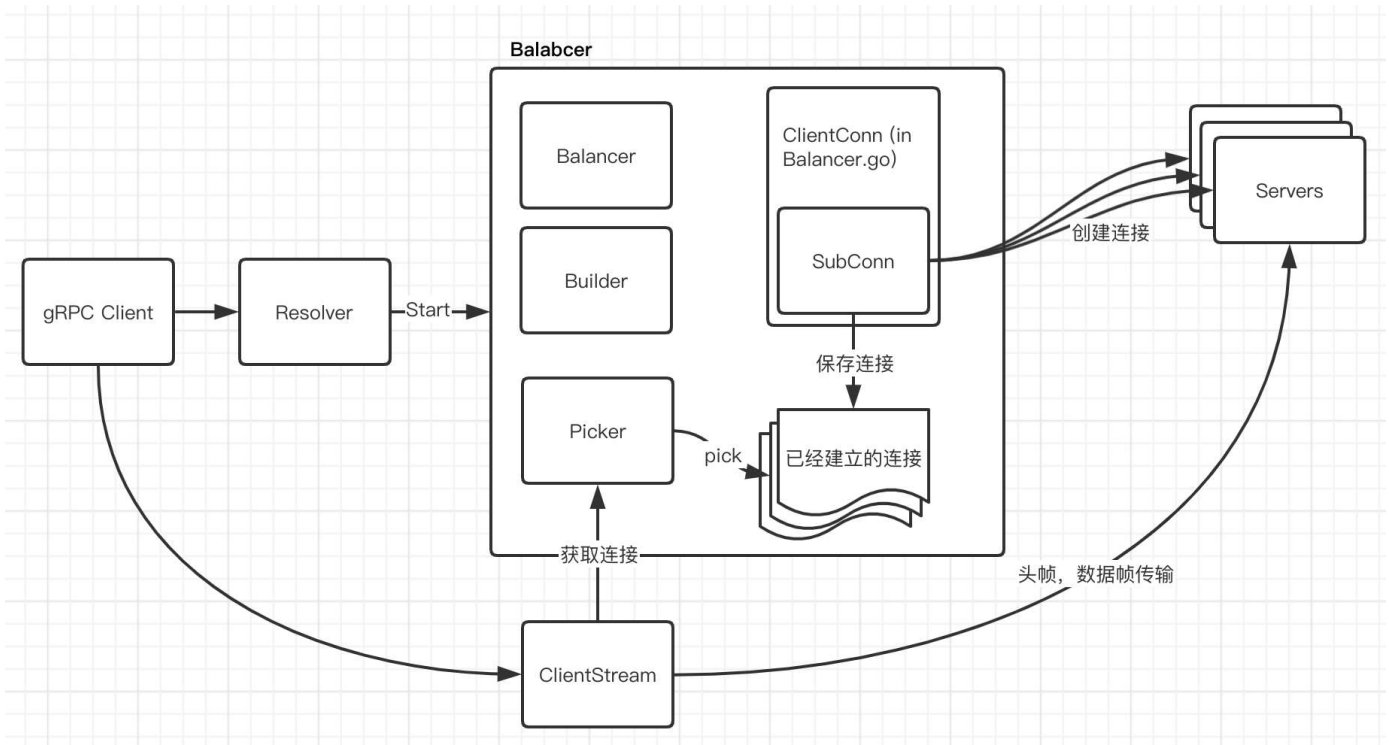 Balabcer
Balancer
ClientConn (in
Balancer.go)
Servers
创建连接
SubConn
Builder
gRPC Client
Resolver
Start
保存连接
Picker
pick
已经建立的连接
获取连接
头帧，数据帧传输
ClientStream